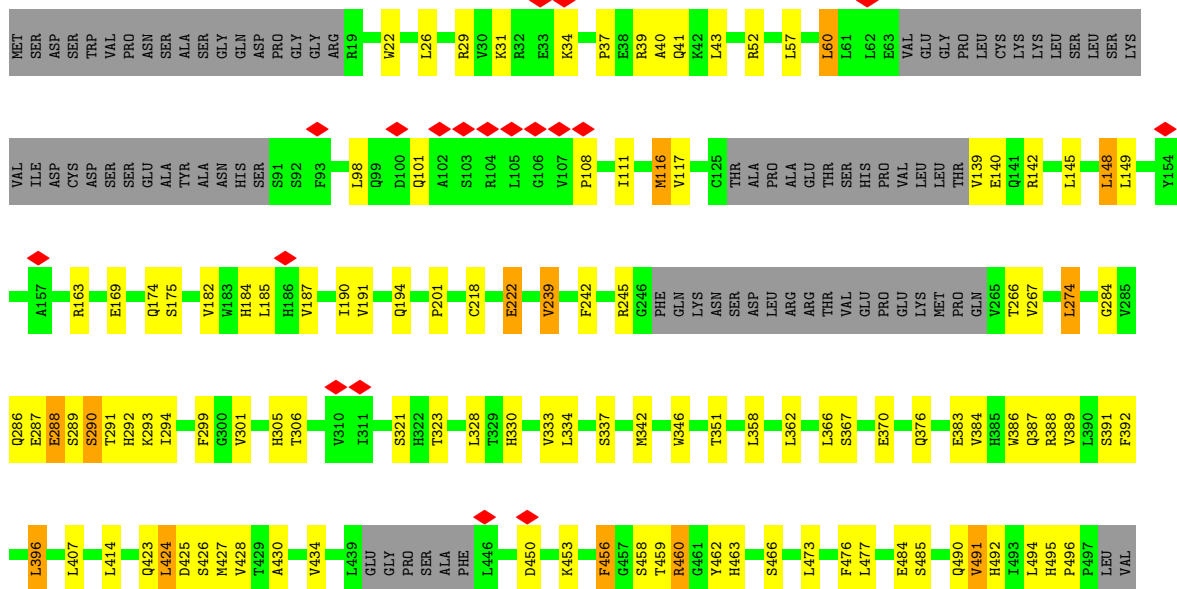 MET SER ASP SER TRP VAL PRO ASN SER ALA SER GLY GLN ASP PRO GLY GLY ARG R19 W22 L26 R29 V30 K31 R32 E33 K34 P37 E38 R39 A40 Q41 K42 L43 R52 L57 L60 L61 L62 E63 VAL GLU GLY PRO LEU CYS LYS LYS LEU SER LEU SER LYS
VAL ILE ASP CYS ASP SER SER GLU ALA TYR ALA ASN HIS SER S91 S92 F93 L98 Q99 D100 Q101 A102 S103 R104 L105 G106 V107 P108 I111 M116 V117 C125 THR ALA PRO ALA GLU THR SER HIS PRO VAL LEU LEU THR V139 E140 Q141 R142 L145 L148 L149 Y154
A157 R163 E169 Q174 S175 V182 W183 H184 L185 H186 V187 I190 V191 Q194 P201 C218 E222 V239 F242 R245 G246 PHE GLN LYS ASN SER ASP LEU ARG ARG THR VAL GLU PRO GLU LYS MET PRO GLN V265 T266 V267 L274 G284 V285
Q286 E287 E288 S289 S290 T291 H292 K293 I294 F299 G300 V301 H305 T306 V310 I311 S321 H322 T323 L328 T329 H330 V333 L334 S337 M342 W346 T351 L358 L362 L366 S367 E370 Q376 E383 V384 H385 W386 Q387 R388 V389 L390 S391 F392
L396 L407 L414 Q423 L424 D425 S426 M427 V428 T429 A430 V434 L439 GLU GLY PRO SER ALA PHE L446 D450 K453 F456 G457 S458 T459 R460 G461 Y462 H463 S466 L473 F476 L477 E484 S485 Q490 V491 H492 I493 L494 H495 P496 P497 LEU VAL